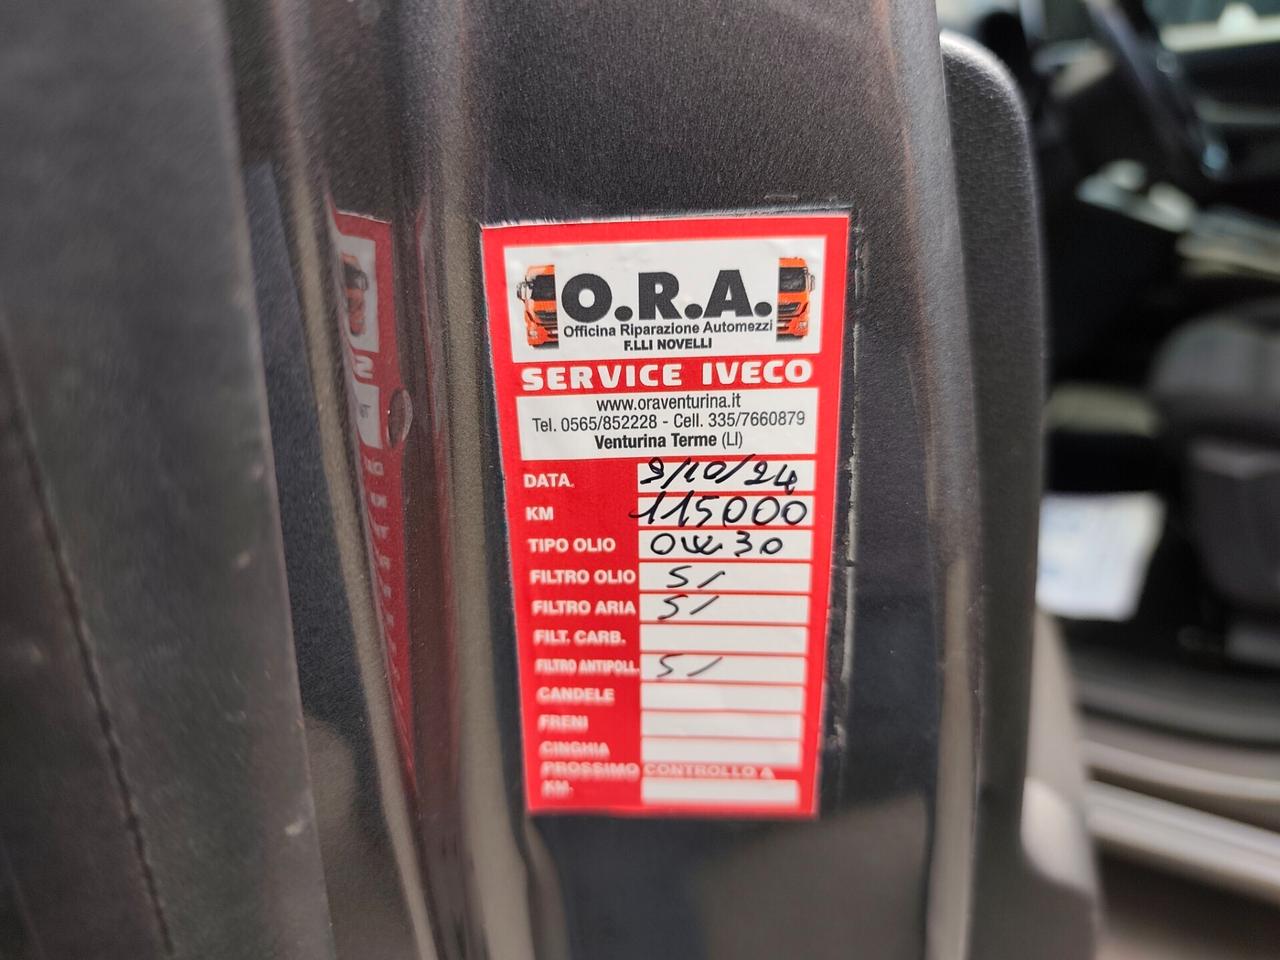 O.R.A.
Officina Riparazione Automezzi
F.LLI NOVELLI
SERVICE IVECO
www.oraventurina.it
Tel. 0565/852228 - Cell. 335/7660879
Venturina Terme (LI)
DATA. 9/10/24
KM 115000
TIPO OLIO 0W30
FILTRO OLIO SI
FILTRO ARIA SI
FILT. CARB.
FILTRO ANTIPOLL. SI
CANDELE
FRENI
CINGHIA
PROSSIMO CONTROLLO A
KM.